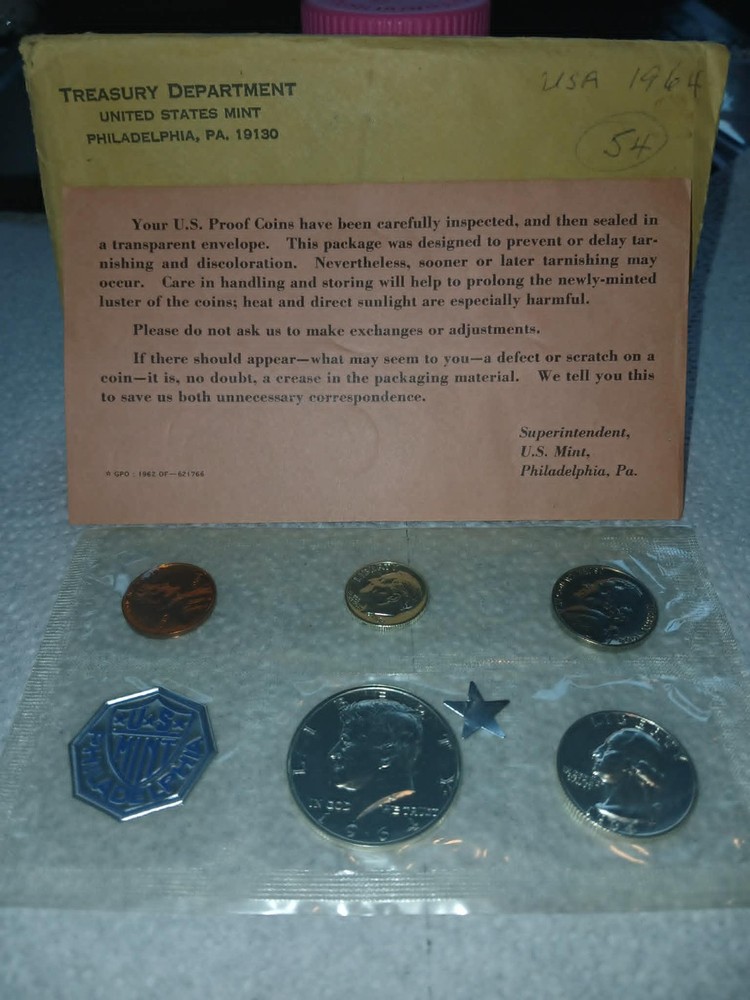 TREASURY DEPARTMENT
UNITED STATES MINT
PHILADELPHIA, PA. 19130
USA 1964
54
Your U.S. Proof Coins have been carefully inspected, and then sealed in
a transparent envelope. This package was designed to prevent or delay tar-
nishing and discoloration. Nevertheless, sooner or later tarnishing may
occur. Care in handling and storing will help to prolong the newly-minted
luster of the coins; heat and direct sunlight are especially harmful.
Please do not ask us to make exchanges or adjustments.
If there should appear—what may seem to you—a defect or scratch on a
coin—it is, no doubt, a crease in the packaging material. We tell you this
to save us both unnecessary correspondence.
Superintendent,
U.S. Mint,
Philadelphia, Pa.
GPO : 1962 OF—621766
U.S.
MINT
PHILADELPHIA
LIBERTY
IN GOD WE TRUST
1964
LIBERTY